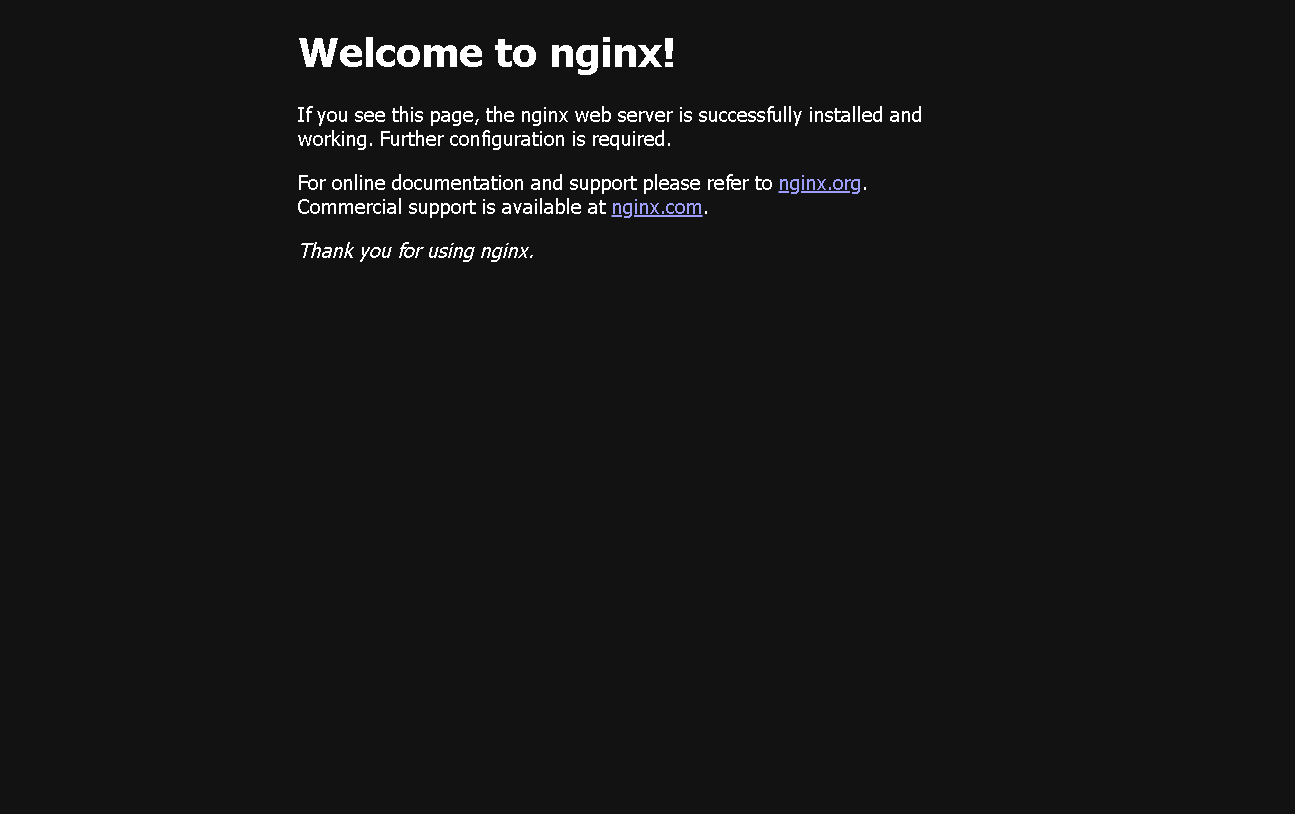 Welcome to nginx!
If you see this page, the nginx web server is successfully installed and
working. Further configuration is required.
For online documentation and support please refer to nginx.org.
Commercial support is available at nginx.com.
Thank you for using nginx.